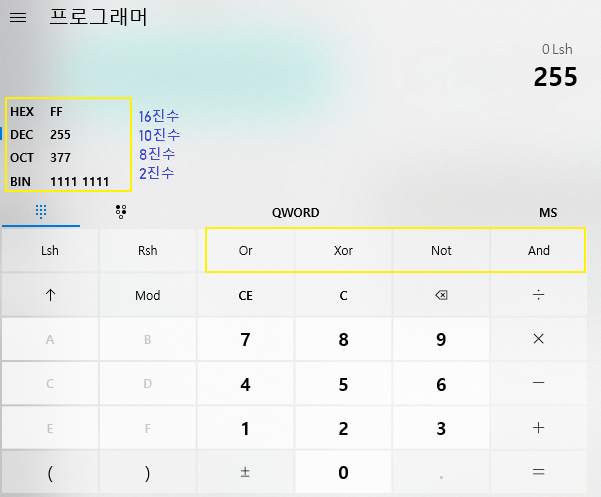 프로그래머
0 Lsh
255
HEX FF 16진수
DEC 255 10진수
OCT 377 8진수
BIN 1111 1111 2진수
QWORD MS
Lsh Rsh Or Xor Not And
↑ Mod CE C ⌫ ÷
A B 7 8 9 ×
C D 4 5 6 −
E F 1 2 3 +
( ) ± 0 . =